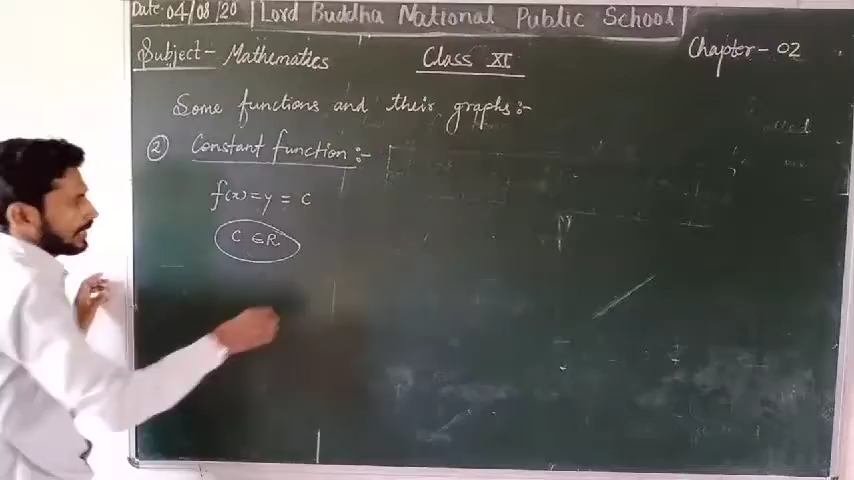 Date- 04/08/20 Lord Buddha National Public School
Subject- Mathematics Class XI Chapter- 02
Some functions and their graphs:-
② Constant function :-
f(x) = y = c
C ∈ R